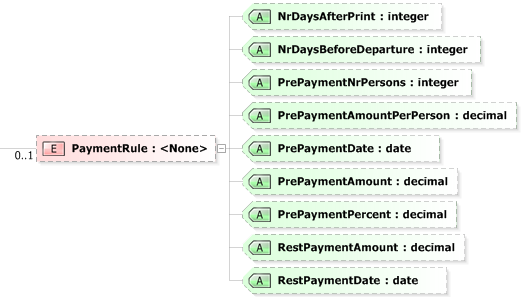 A NrDaysAfterPrint : integer
A NrDaysBeforeDeparture : integer
A PrePaymentNrPersons : integer
A PrePaymentAmountPerPerson : decimal
0..1 E PaymentRule : <None>
A PrePaymentDate : date
A PrePaymentAmount : decimal
A PrePaymentPercent : decimal
A RestPaymentAmount : decimal
A RestPaymentDate : date